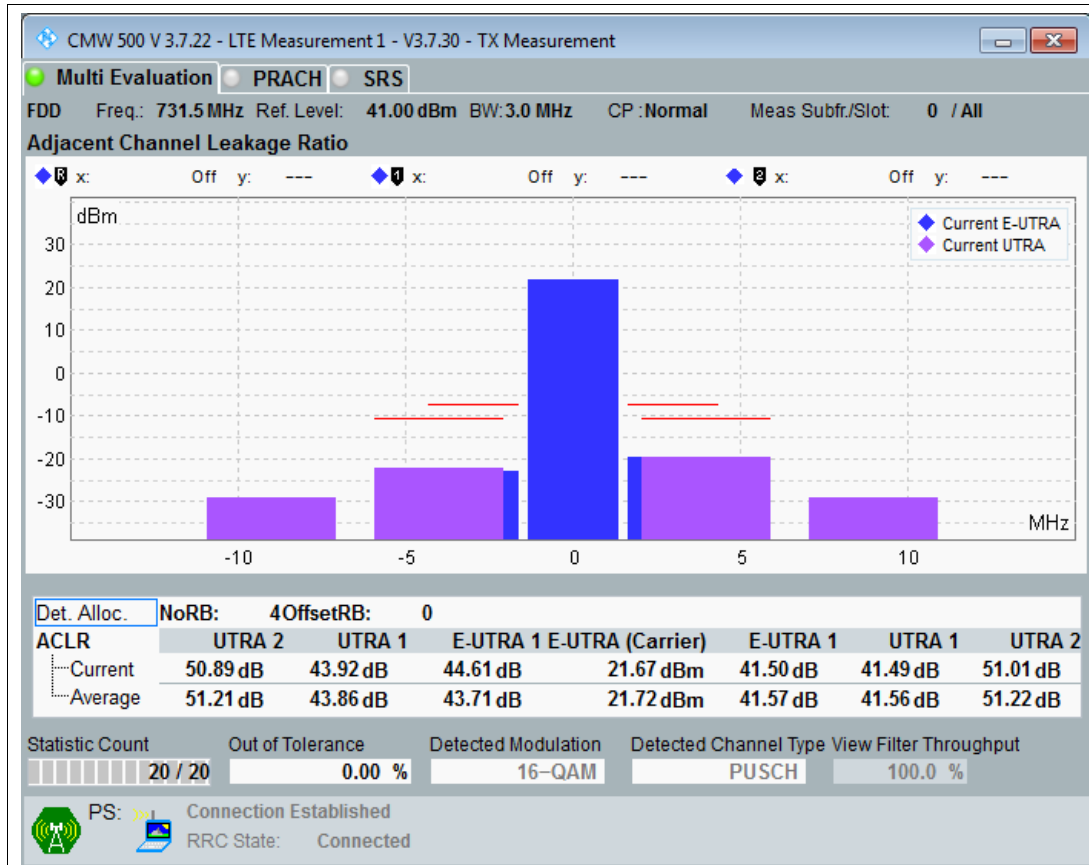 CMW 500 V 3.7.22 - LTE Measurement 1 - V3.7.30 - TX Measurement
Multi Evaluation PRACH SRS
FDD Freq.: 731.5 MHz Ref. Level: 41.00 dBm BW: 3.0 MHz CP : Normal Meas Subfr./Slot: 0 / All
Adjacent Channel Leakage Ratio
R x: Off y: --- 1 x: Off y: --- 2 x: Off y: ---
dBm
Current E-UTRA
Current UTRA
30
20
10
0
-10
-20
-30
MHz
-10 -5 0 5 10
Det. Alloc. NoRB: 4 OffsetRB: 0
ACLR UTRA 2 UTRA 1 E-UTRA 1 E-UTRA (Carrier) E-UTRA 1 UTRA 1 UTRA 2
Current 50.89 dB 43.92 dB 44.61 dB 21.67 dBm 41.50 dB 41.49 dB 51.01 dB
Average 51.21 dB 43.86 dB 43.71 dB 21.72 dBm 41.57 dB 41.56 dB 51.22 dB
Statistic Count Out of Tolerance Detected Modulation Detected Channel Type View Filter Throughput
20 / 20 0.00 % 16-QAM PUSCH 100.0 %
PS: Connection Established
RRC State: Connected